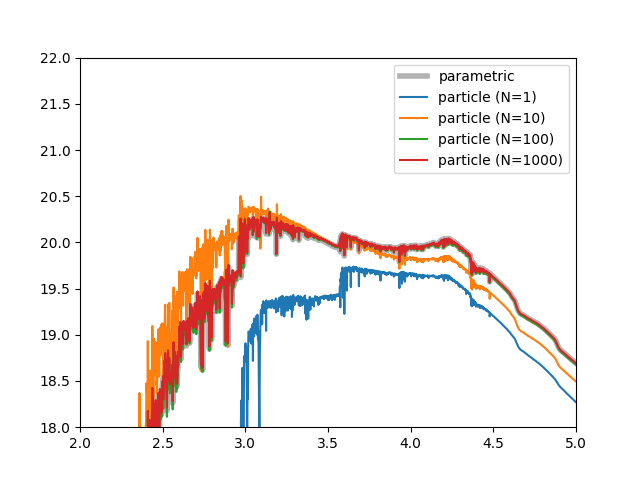 22.0
21.5
21.0
20.5
20.0
19.5
19.0
18.5
18.0
2.0 2.5 3.0 3.5 4.0 4.5 5.0
parametric
particle (N=1)
particle (N=10)
particle (N=100)
particle (N=1000)